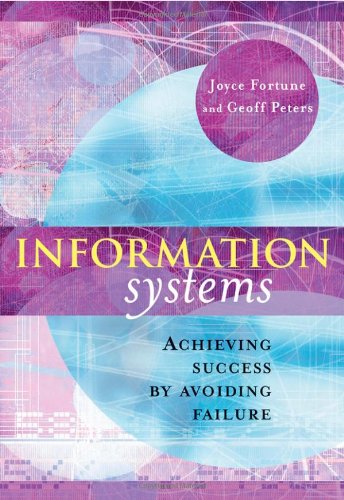 Joyce Fortune
and Geoff Peters
INFORMATION
systems
ACHIEVING
SUCCESS
BY AVOIDING
FAILURE